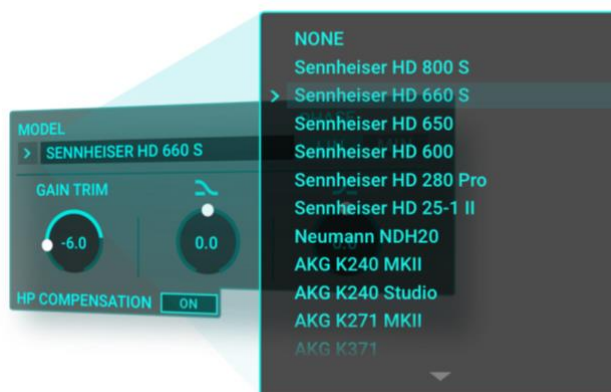 MODEL
> SENNHEISER HD 660 S
GAIN TRIM
-6.0
0.0
HP COMPENSATION
ON
NONE
Sennheiser HD 800 S
> Sennheiser HD 660 S
Sennheiser HD 650
Sennheiser HD 600
Sennheiser HD 280 Pro
Sennheiser HD 25-1 II
Neumann NDH20
AKG K240 MKII
AKG K240 Studio
AKG K271 MKII
AKG K371